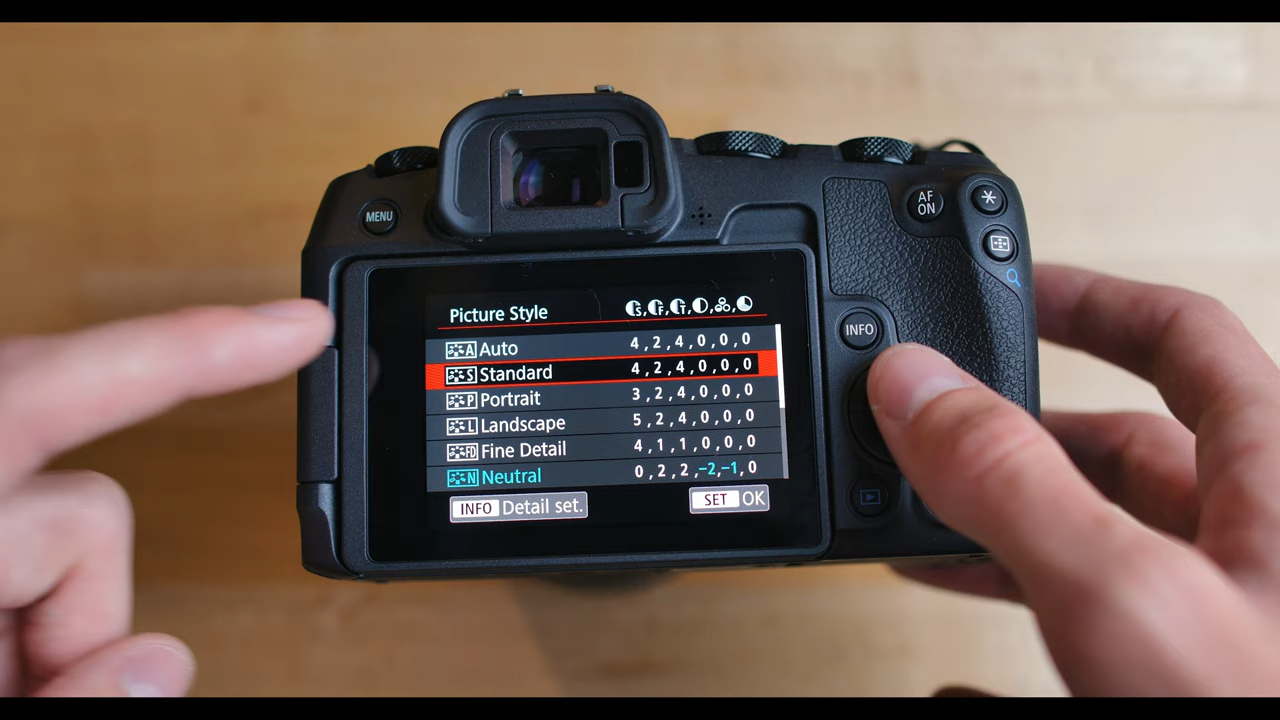 MENU
AF
ON
INFO
Picture Style S, F, T, , ,
A Auto 4,2,4,0,0,0
S Standard 4,2,4,0,0,0
P Portrait 3,2,4,0,0,0
L Landscape 5,2,4,0,0,0
FD Fine Detail 4,1,1,0,0,0
N Neutral 0,2,2,−2,−1,0
INFO Detail set. SET OK